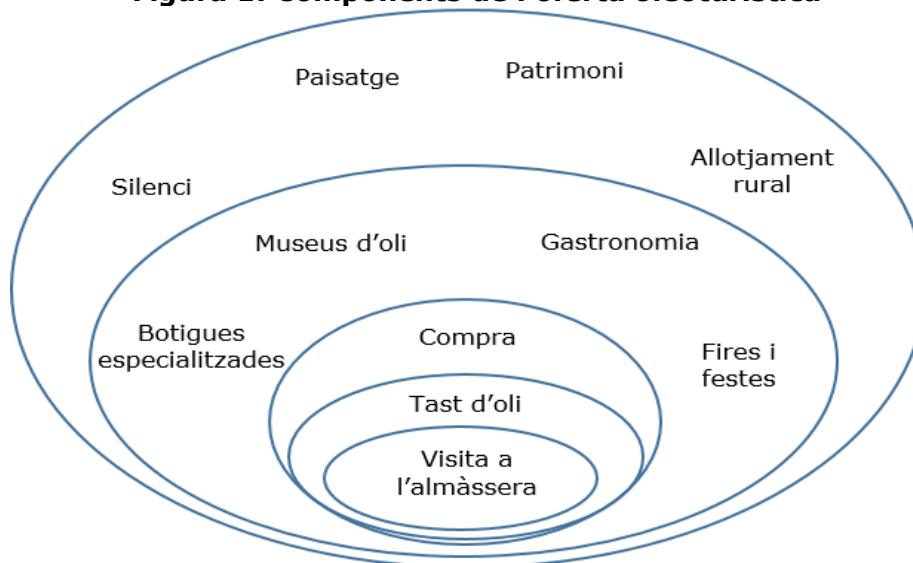 Paisatge
Patrimoni
Allotjament
rural
Silenci
Museus d’oli
Gastronomia
Botigues
especialitzades
Compra
Fires i
festes
Tast d’oli
Visita a
l’almàssera